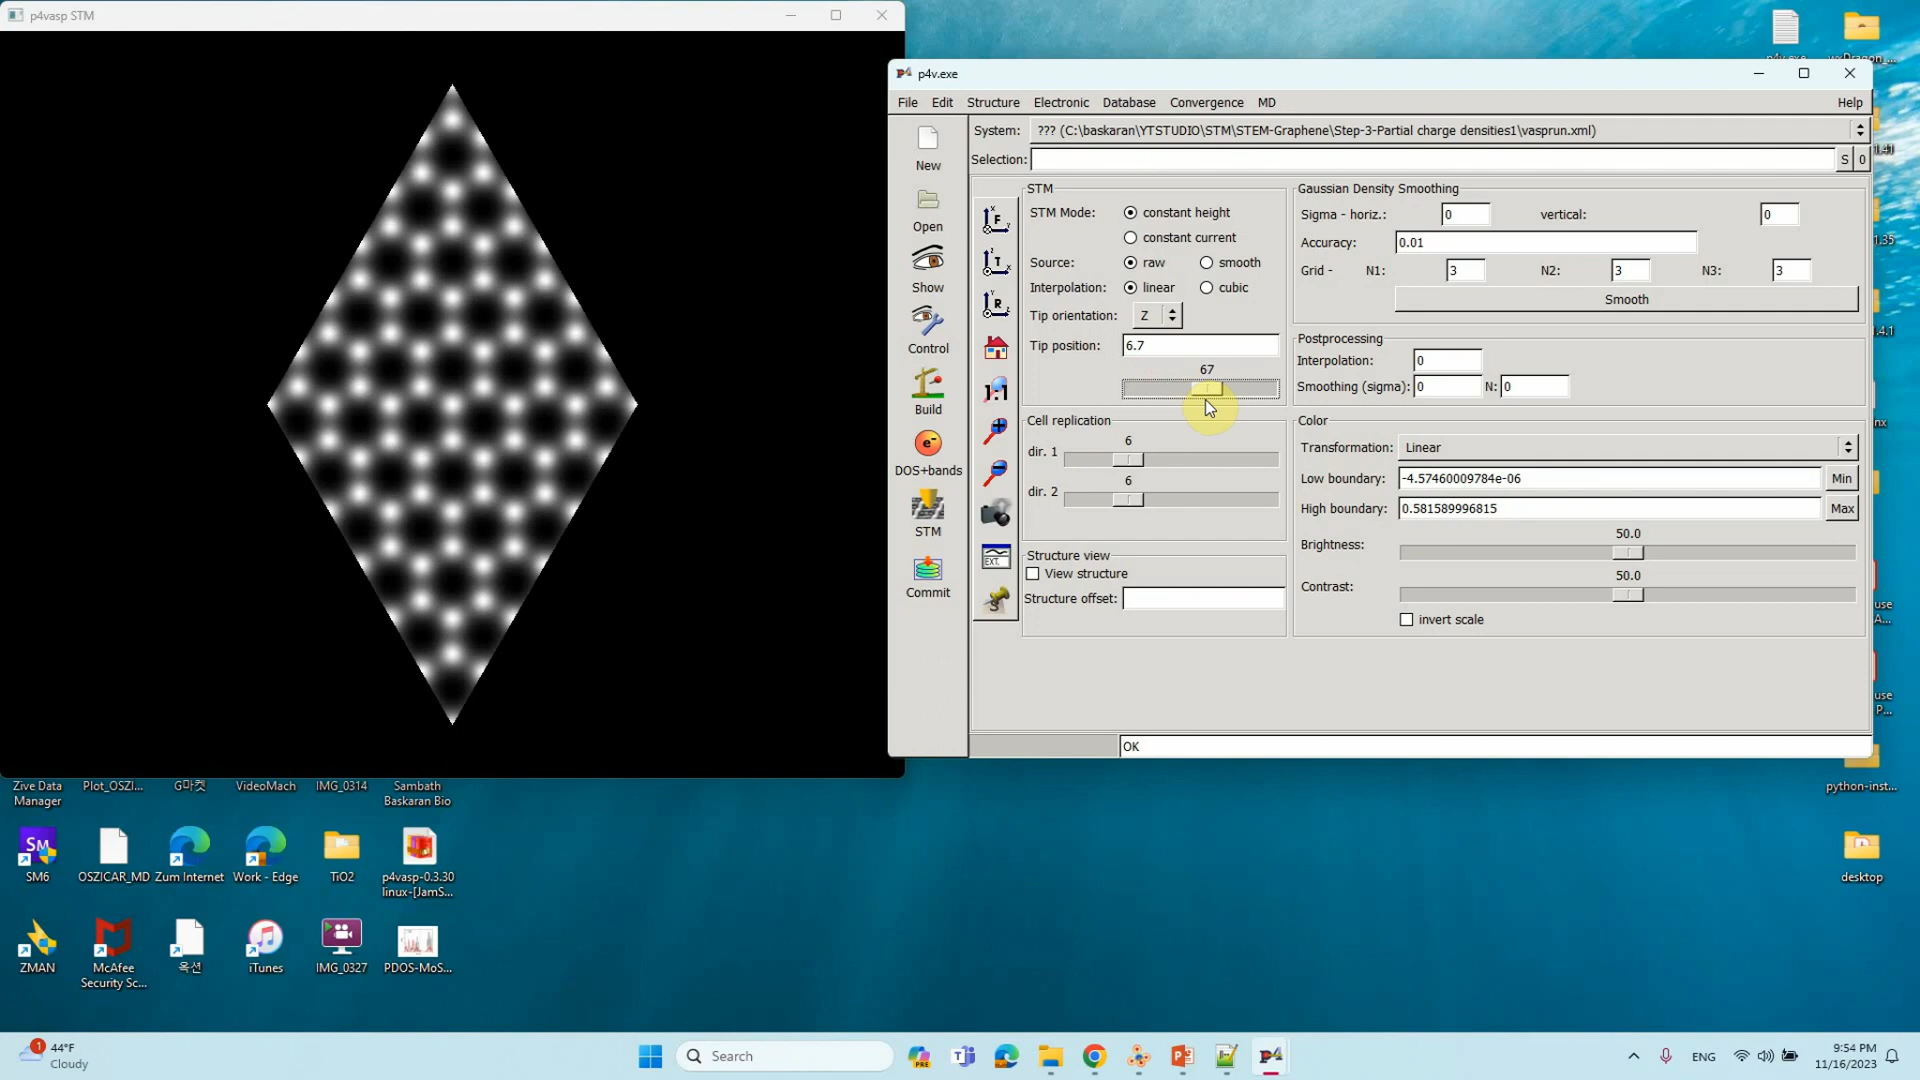 p4vasp STM
p4v.exe
File Edit Structure Electronic Database Convergence MD Help
System: ??? (C:\baskaran\YTSTUDIO\STM\STEM-Graphene\Step-3-Partial charge densities1\vasprun.xml)
Selection: S 0
New
Open
Show
Control
Build
DOS+bands
STM
Commit
STM
STM Mode: constant height
constant current
Source: raw smooth
Interpolation: linear cubic
Tip orientation: Z
Tip position: 6.7
67
Cell replication
6
dir. 1
6
dir. 2
Structure view
View structure
Structure offset:
Gaussian Density Smoothing
Sigma - horiz.: 0 vertical: 0
Accuracy: 0.01
Grid - N1: 3 N2: 3 N3: 3
Smooth
Postprocessing
Interpolation: 0
Smoothing (sigma): 0 N: 0
Color
Transformation: Linear
Low boundary: -4.57460009784e-06 Min
High boundary: 0.581589996815 Max
50.0
Brightness:
50.0
Contrast:
invert scale
OK
Zive Data Manager
Plot_OSZI...
G마켓
VideoMach
IMG_0314
Sambath Baskaran Bio
SM6
OSZICAR_MD
Zum Internet
Work - Edge
TiO2
p4vasp-0.3.30 linux-[JamS...
ZMAN
McAfee Security Sc...
옥션
iTunes
IMG_0327
PDOS-MoS...
python-inst...
desktop
44°F
Cloudy
Search
ENG
9:54 PM
11/16/2023